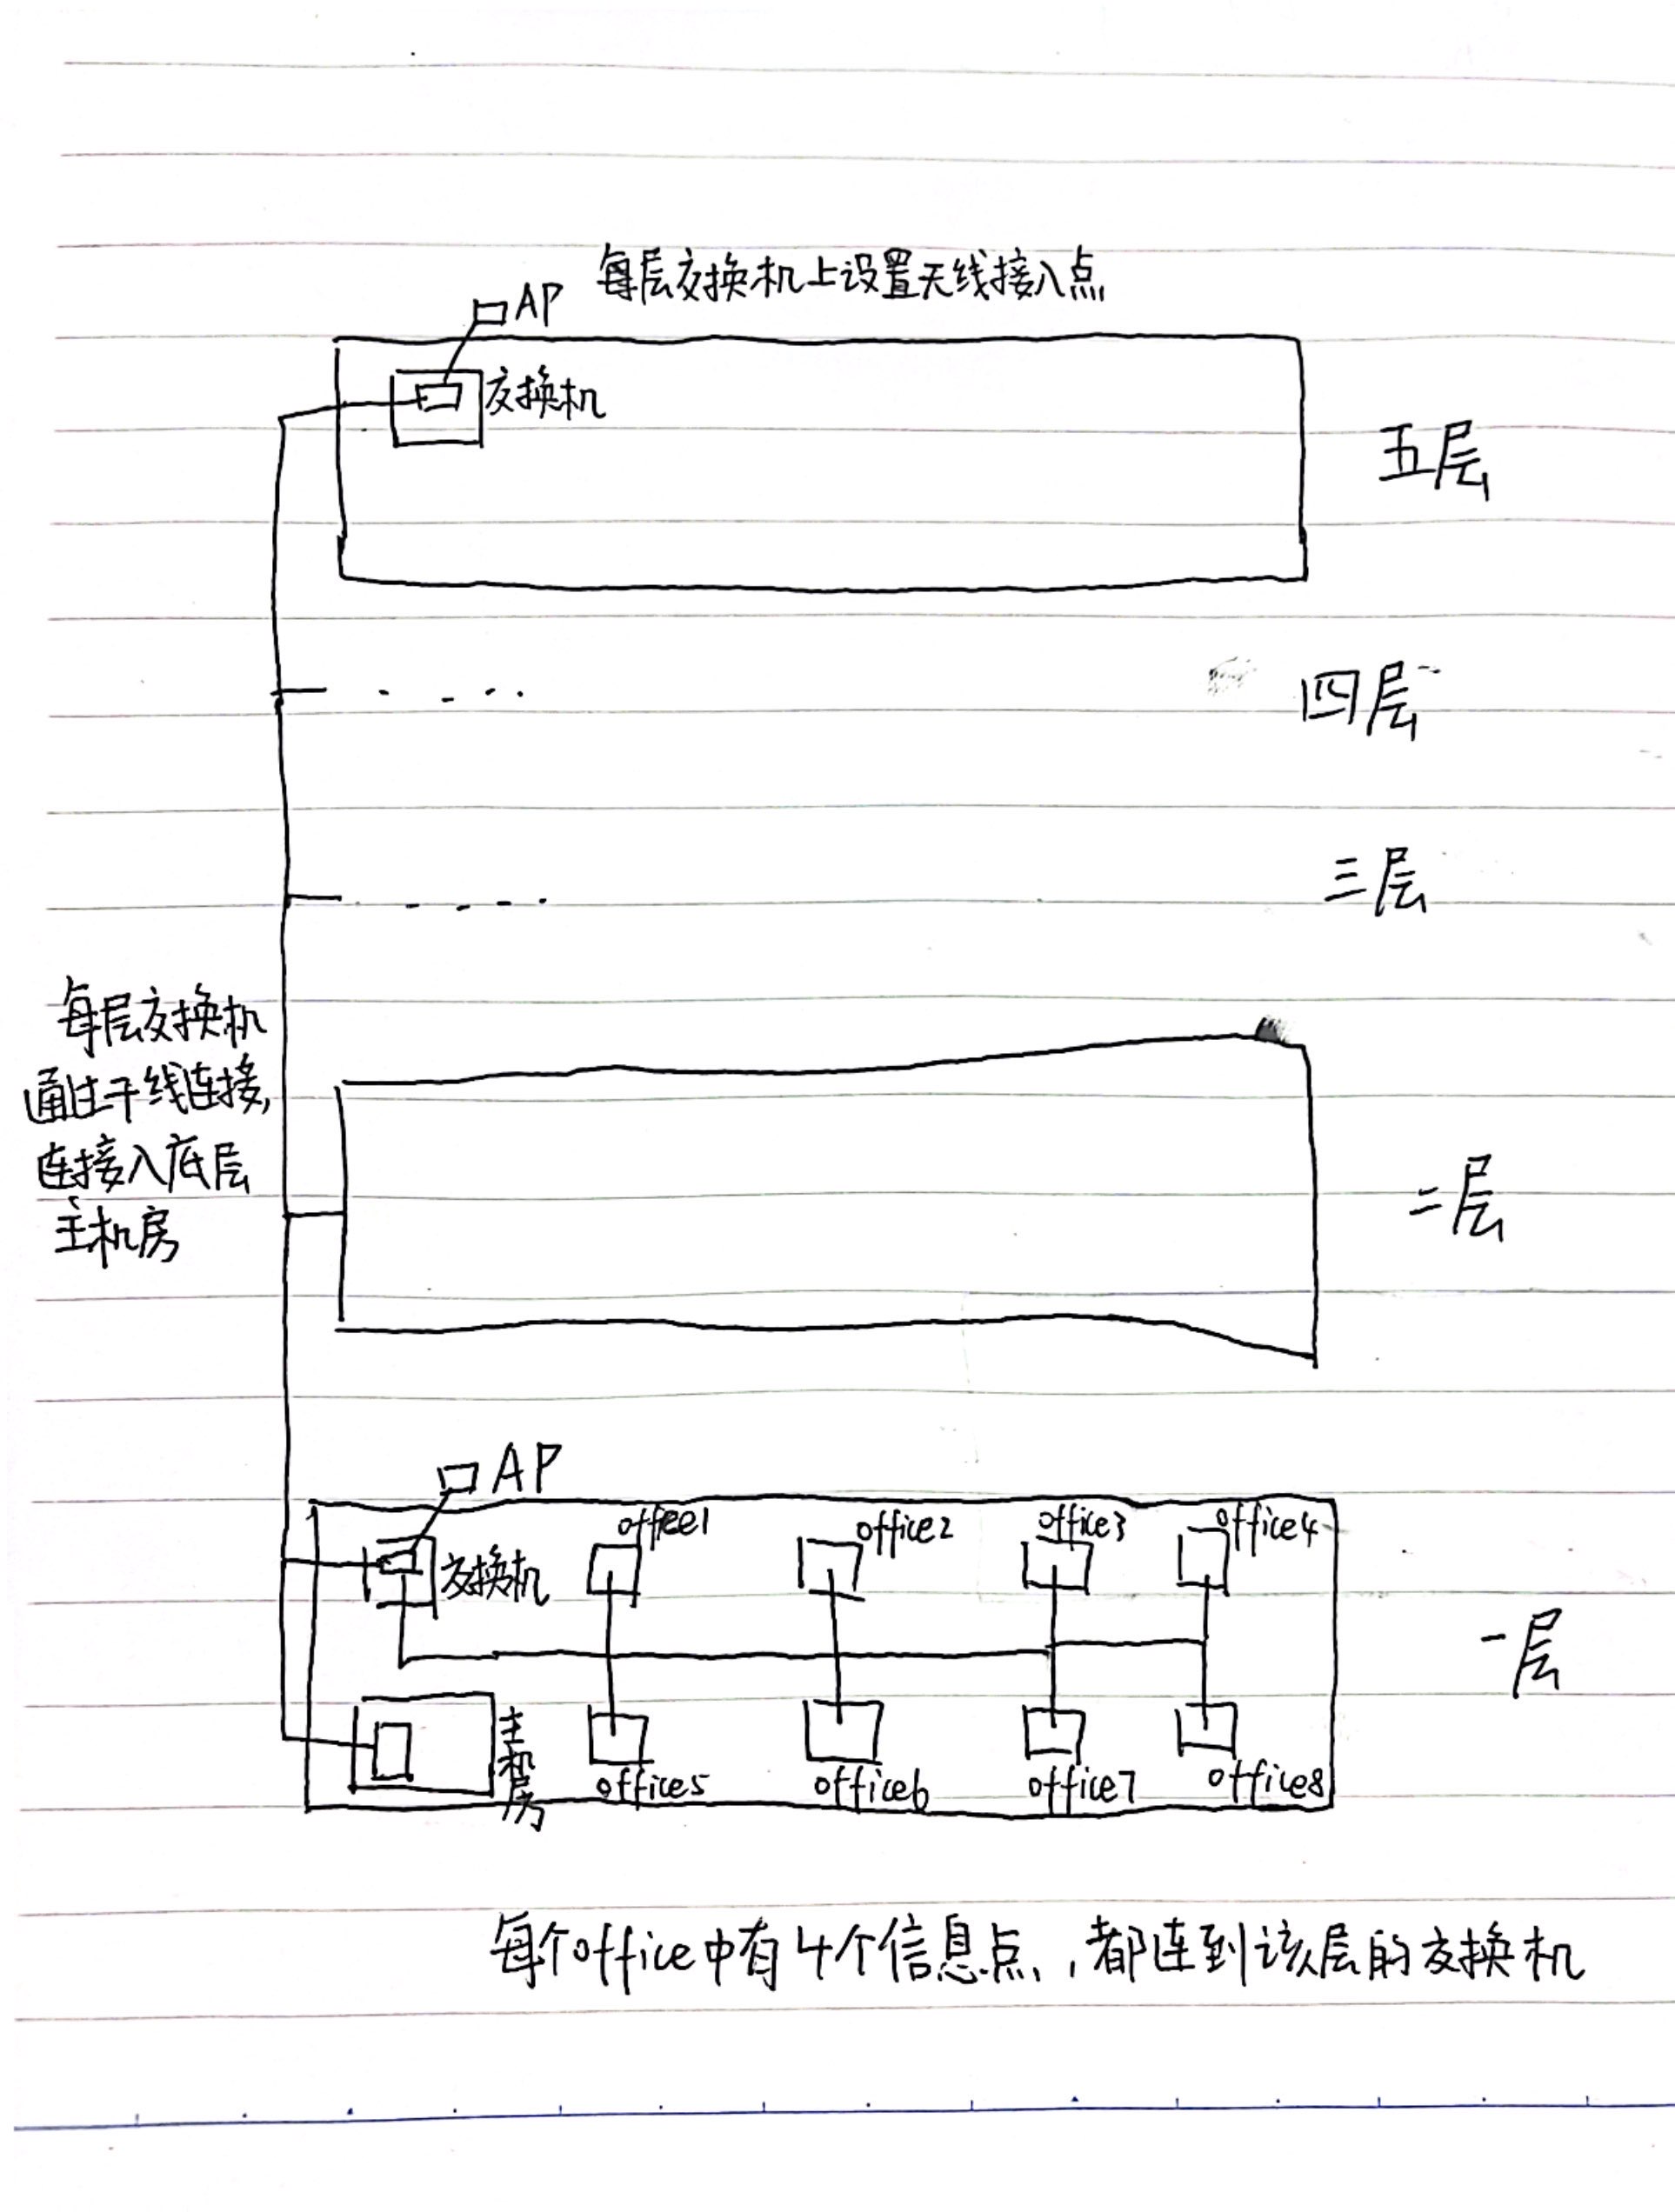 每层交换机上设置无线接入点
AP
交换机
五层
四层
三层
每层交换机
通过干线连接,
连接入底层
主机房
二层
AP
office1
office2
office3
office4
交换机
一层
主机房
office5
office6
office7
office8
每个office中有4个信息点,都连到该层的交换机